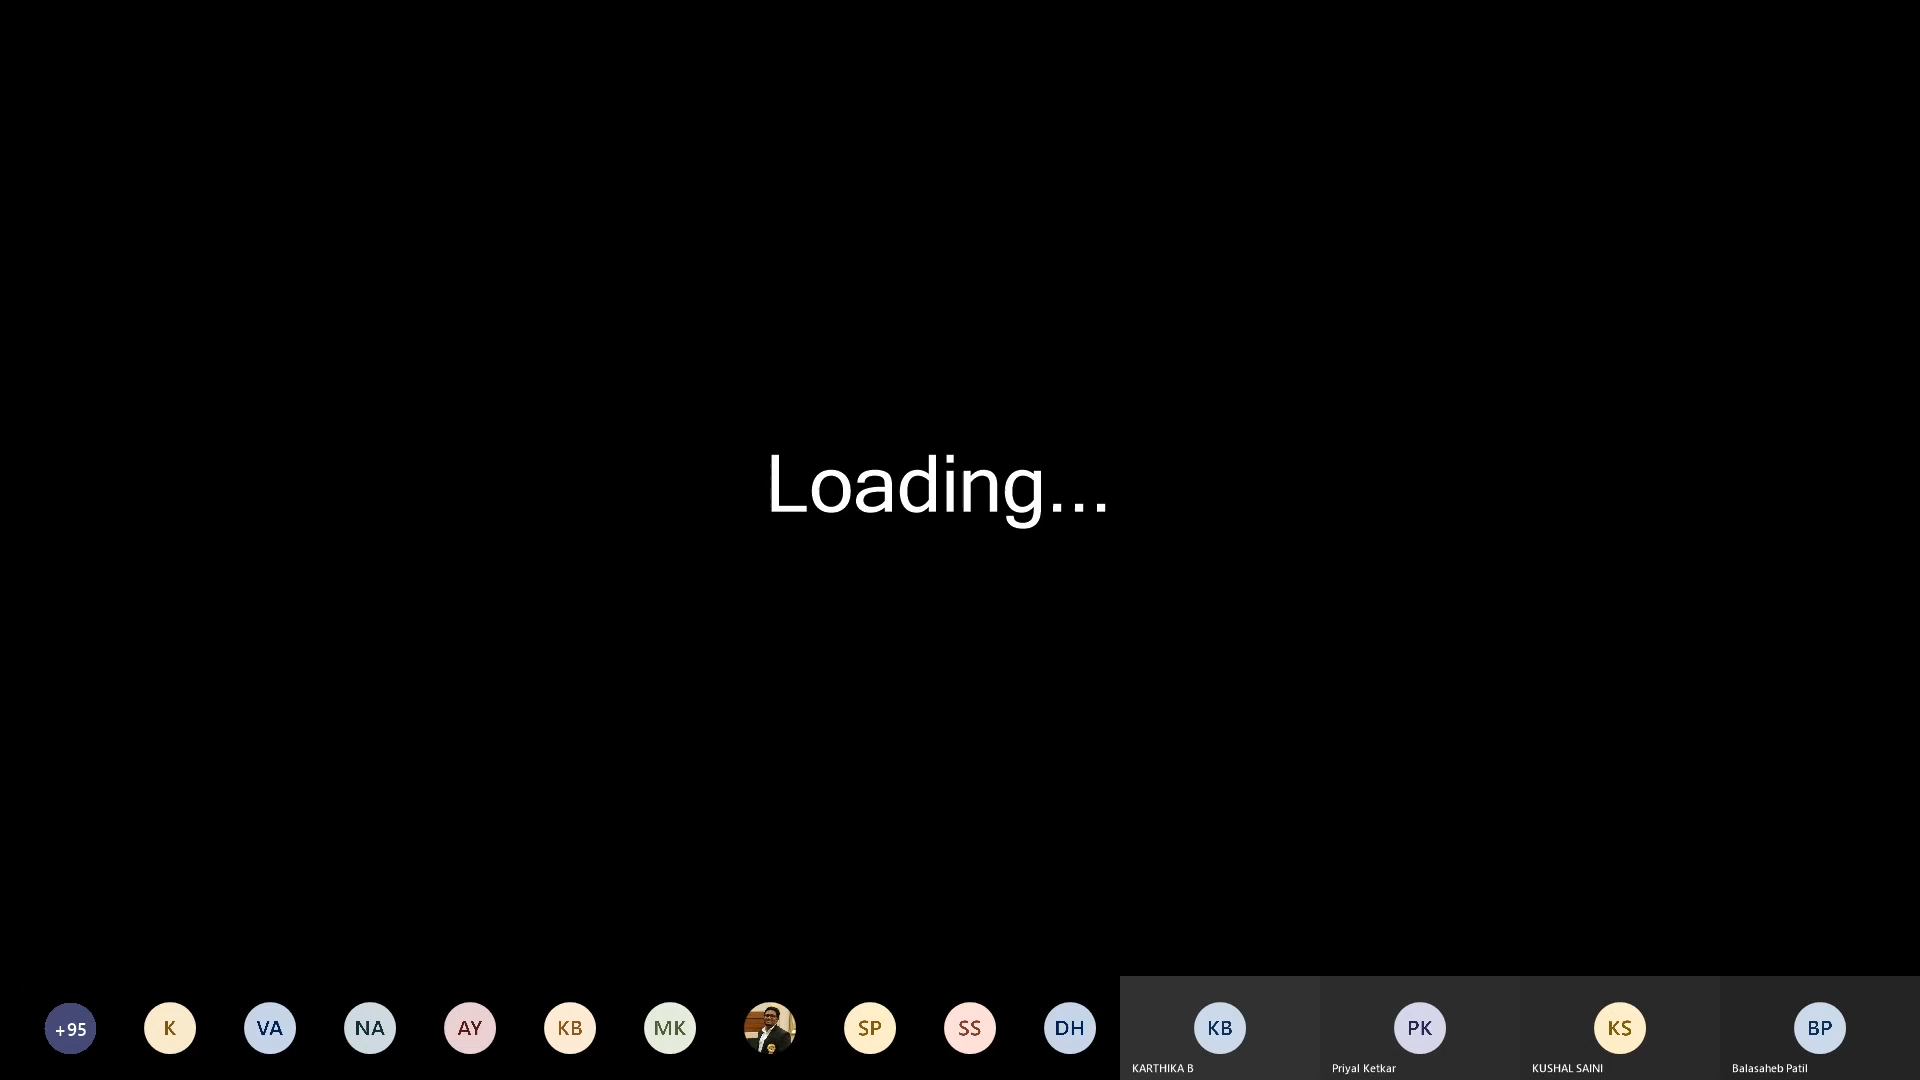 Loading...
+95
K
VA
NA
AY
KB
MK
SP
SS
DH
KB
PK
KS
BP
KARTHIKA B
Priyal Ketkar
KUSHAL SAINI
Balasaheb Patil